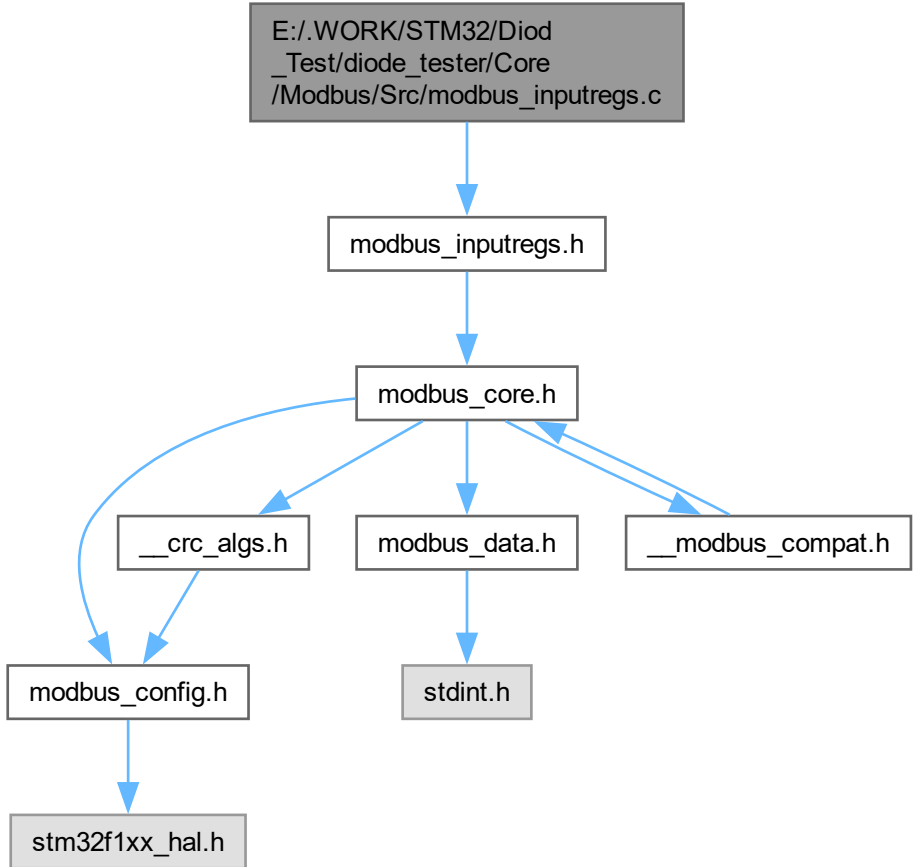 E:/.WORK/STM32/Diod
_Test/diode_tester/Core
/Modbus/Src/modbus_inputregs.c
modbus_inputregs.h
modbus_core.h
__crc_algs.h
modbus_data.h
__modbus_compat.h
modbus_config.h
stdint.h
stm32f1xx_hal.h